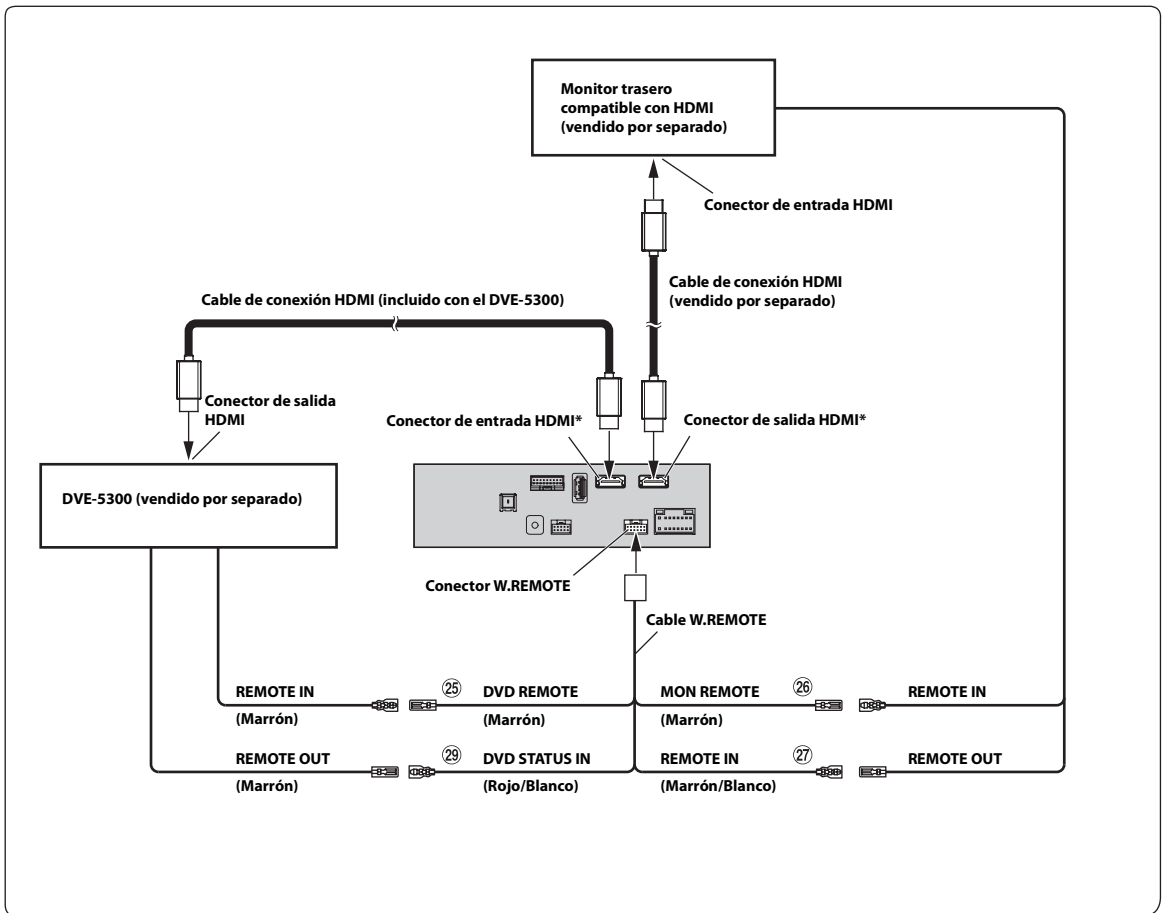 Monitor trasero
compatible con HDMI
(vendido por separado)
Conector de entrada HDMI
Cable de conexión HDMI
(vendido por separado)
Cable de conexión HDMI (incluido con el DVE-5300)
Conector de salida
HDMI
Conector de entrada HDMI*
Conector de salida HDMI*
DVE-5300 (vendido por separado)
Conector W.REMOTE
Cable W.REMOTE
REMOTE IN
(Marrón)
㉕
DVD REMOTE
(Marrón)
MON REMOTE
(Marrón)
㉖
REMOTE IN
REMOTE OUT
(Marrón)
㉙
DVD STATUS IN
(Rojo/Blanco)
REMOTE IN
(Marrón/Blanco)
㉗
REMOTE OUT